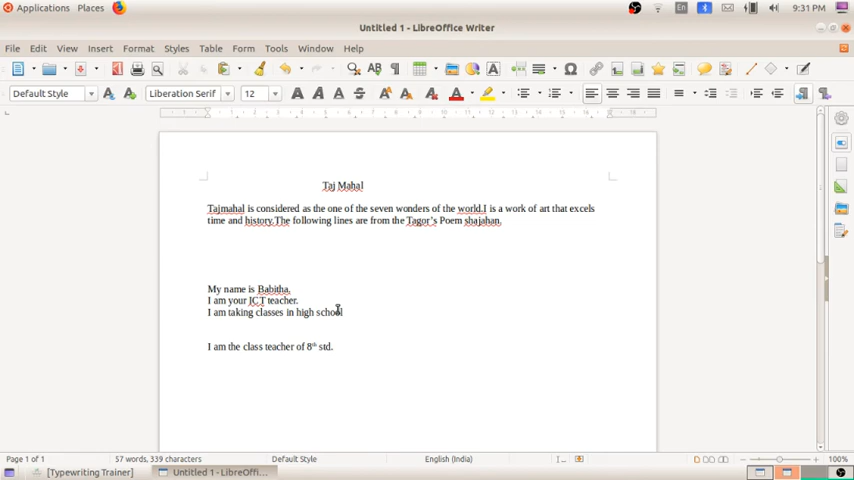 Applications Places En 9:31 PM
Untitled 1 - LibreOffice Writer
File Edit View Insert Format Styles Table Form Tools Window Help
Default Style Liberation Serif 12
Taj Mahal
Tajmahal is considered as the one of the seven wonders of the world.I is a work of art that excels
time and history.The following lines are from the Tagor's Poem shajahan.
My name is Babitha.
I am your ICT teacher.
I am taking classes in high school
I am the class teacher of 8th std.
Page 1 of 1 57 words, 339 characters Default Style English (India) 100%
[Typewriting Trainer] Untitled 1 - LibreOffi...